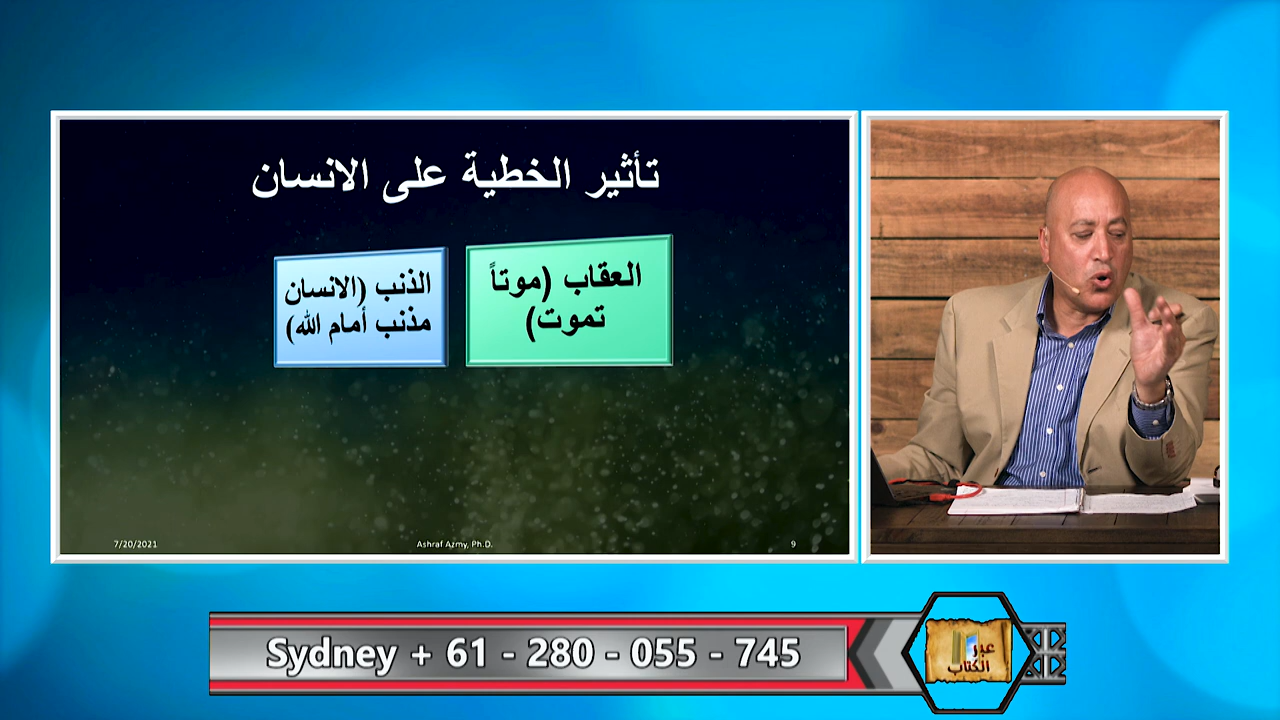 تأثير الخطية على الانسان
العقاب (موتاً
تموت)
الذنب (الانسان
مذنب أمام الله)
7/20/2021
Ashraf Azmy, Ph.D.
9
Sydney + 61 - 280 - 055 - 745
عبر
الكتاب